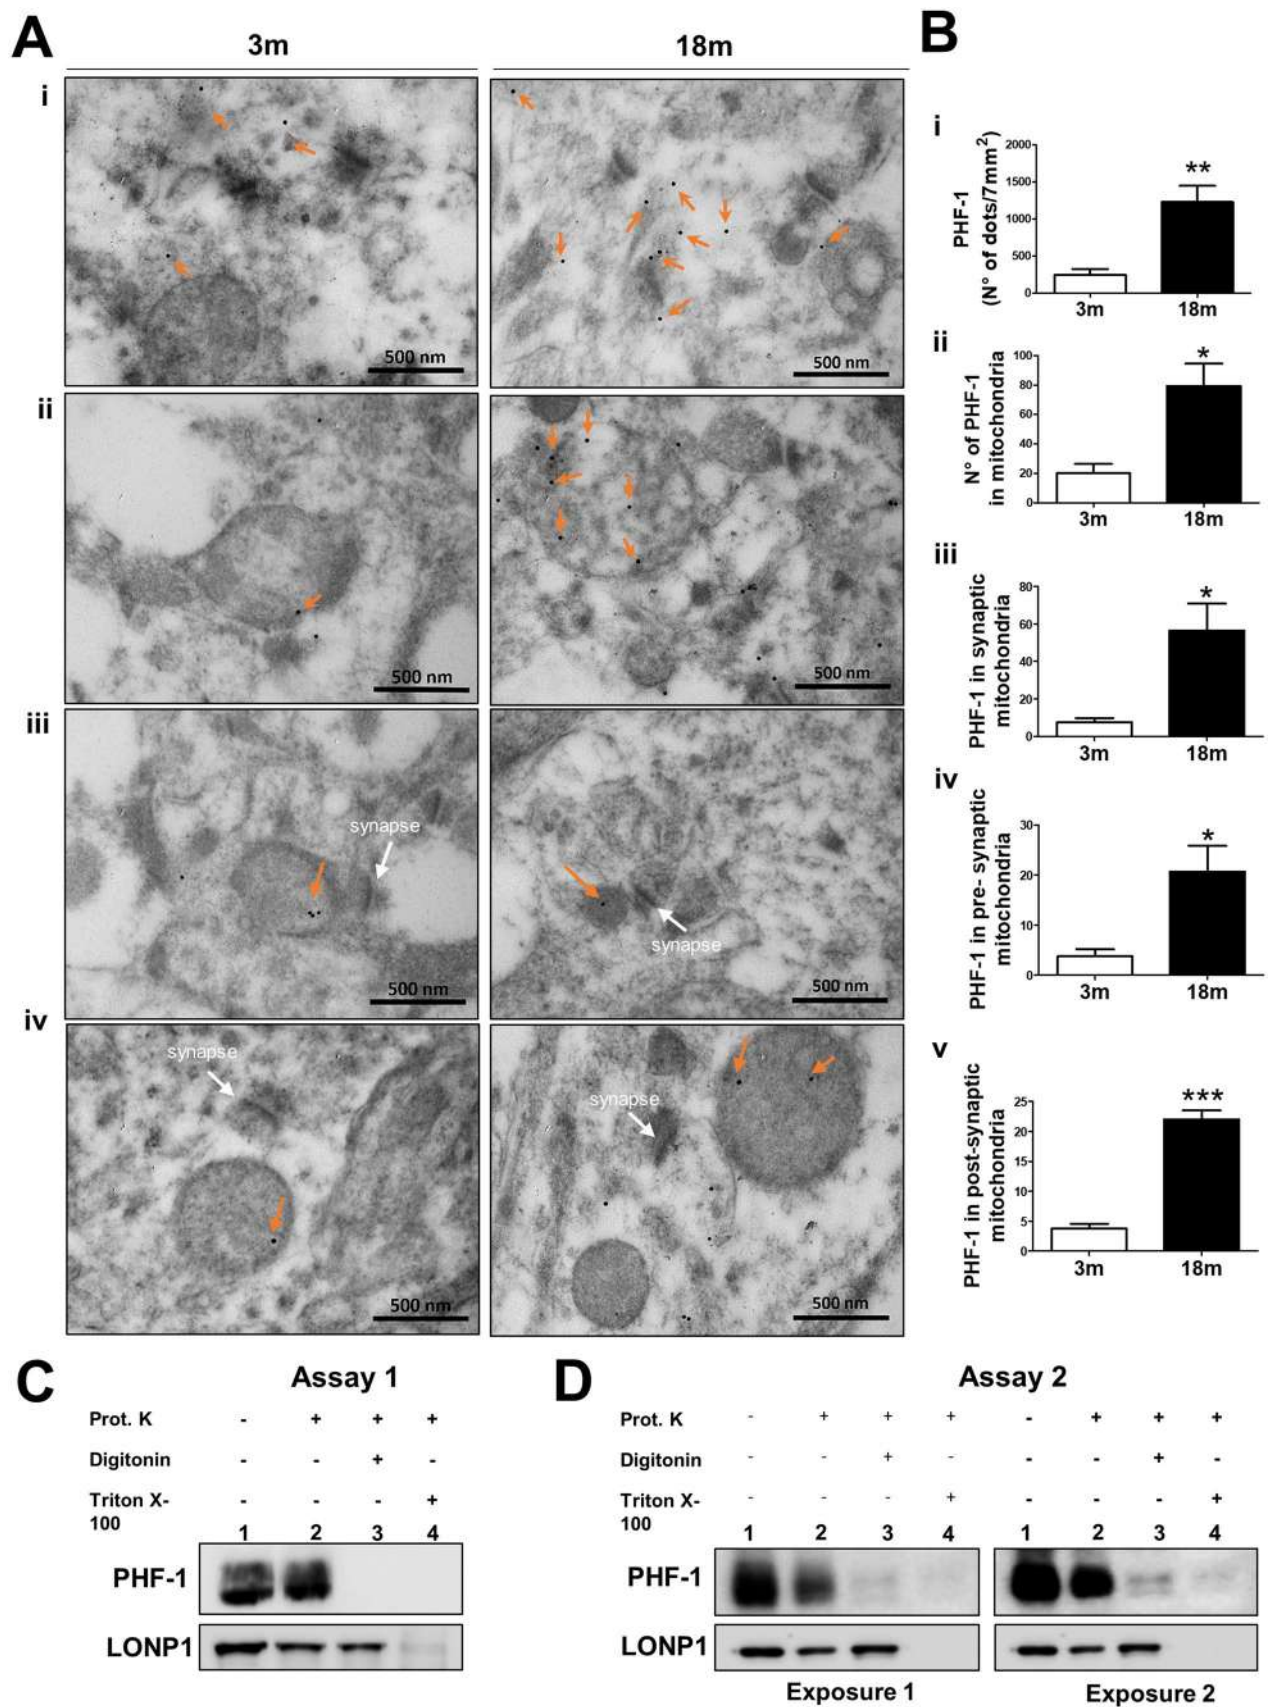 A
3m
18m
i
500 nm
500 nm
ii
500 nm
500 nm
iii
synapse
500 nm
synapse
500 nm
iv
synapse
500 nm
synapse
500 nm
B
i
PHF-1
(N° of dots/7mm²)
2000
1500
1000
500
0
**
3m 18m
ii
N° of PHF-1
in mitochondria
100
80
60
40
20
0
*
3m 18m
iii
PHF-1 in synaptic
mitochondria
80
60
40
20
0
*
3m 18m
iv
PHF-1 in pre- synaptic
mitochondria
30
20
10
0
*
3m 18m
v
PHF-1 in post-synaptic
mitochondria
25
20
15
10
5
0
***
3m 18m
C
Assay 1
Prot. K - + + +
Digitonin - - + -
Triton X-
100 - - - +
1 2 3 4
PHF-1
LONP1
D
Assay 2
Prot. K - + + + - + + +
Digitonin - - + - - - + -
Triton X-
100 - - - + - - - +
1 2 3 4 1 2 3 4
PHF-1
LONP1
Exposure 1 Exposure 2